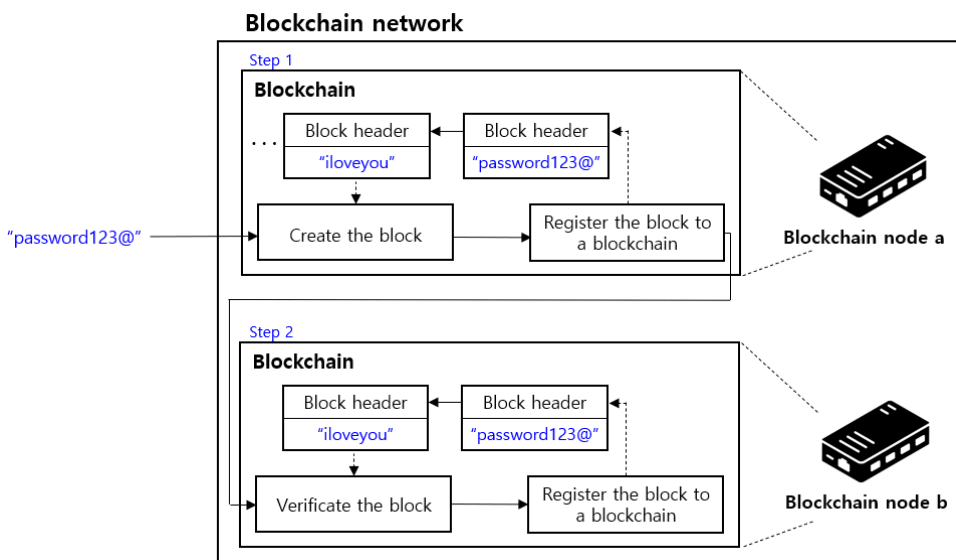 Blockchain network
Step 1
Blockchain
Block header
Block header
...
“iloveyou”
“password123@”
“password123@”
Create the block
Register the block to
a blockchain
Blockchain node a
Step 2
Blockchain
Block header
Block header
“iloveyou”
“password123@”
Verificate the block
Register the block to
a blockchain
Blockchain node b